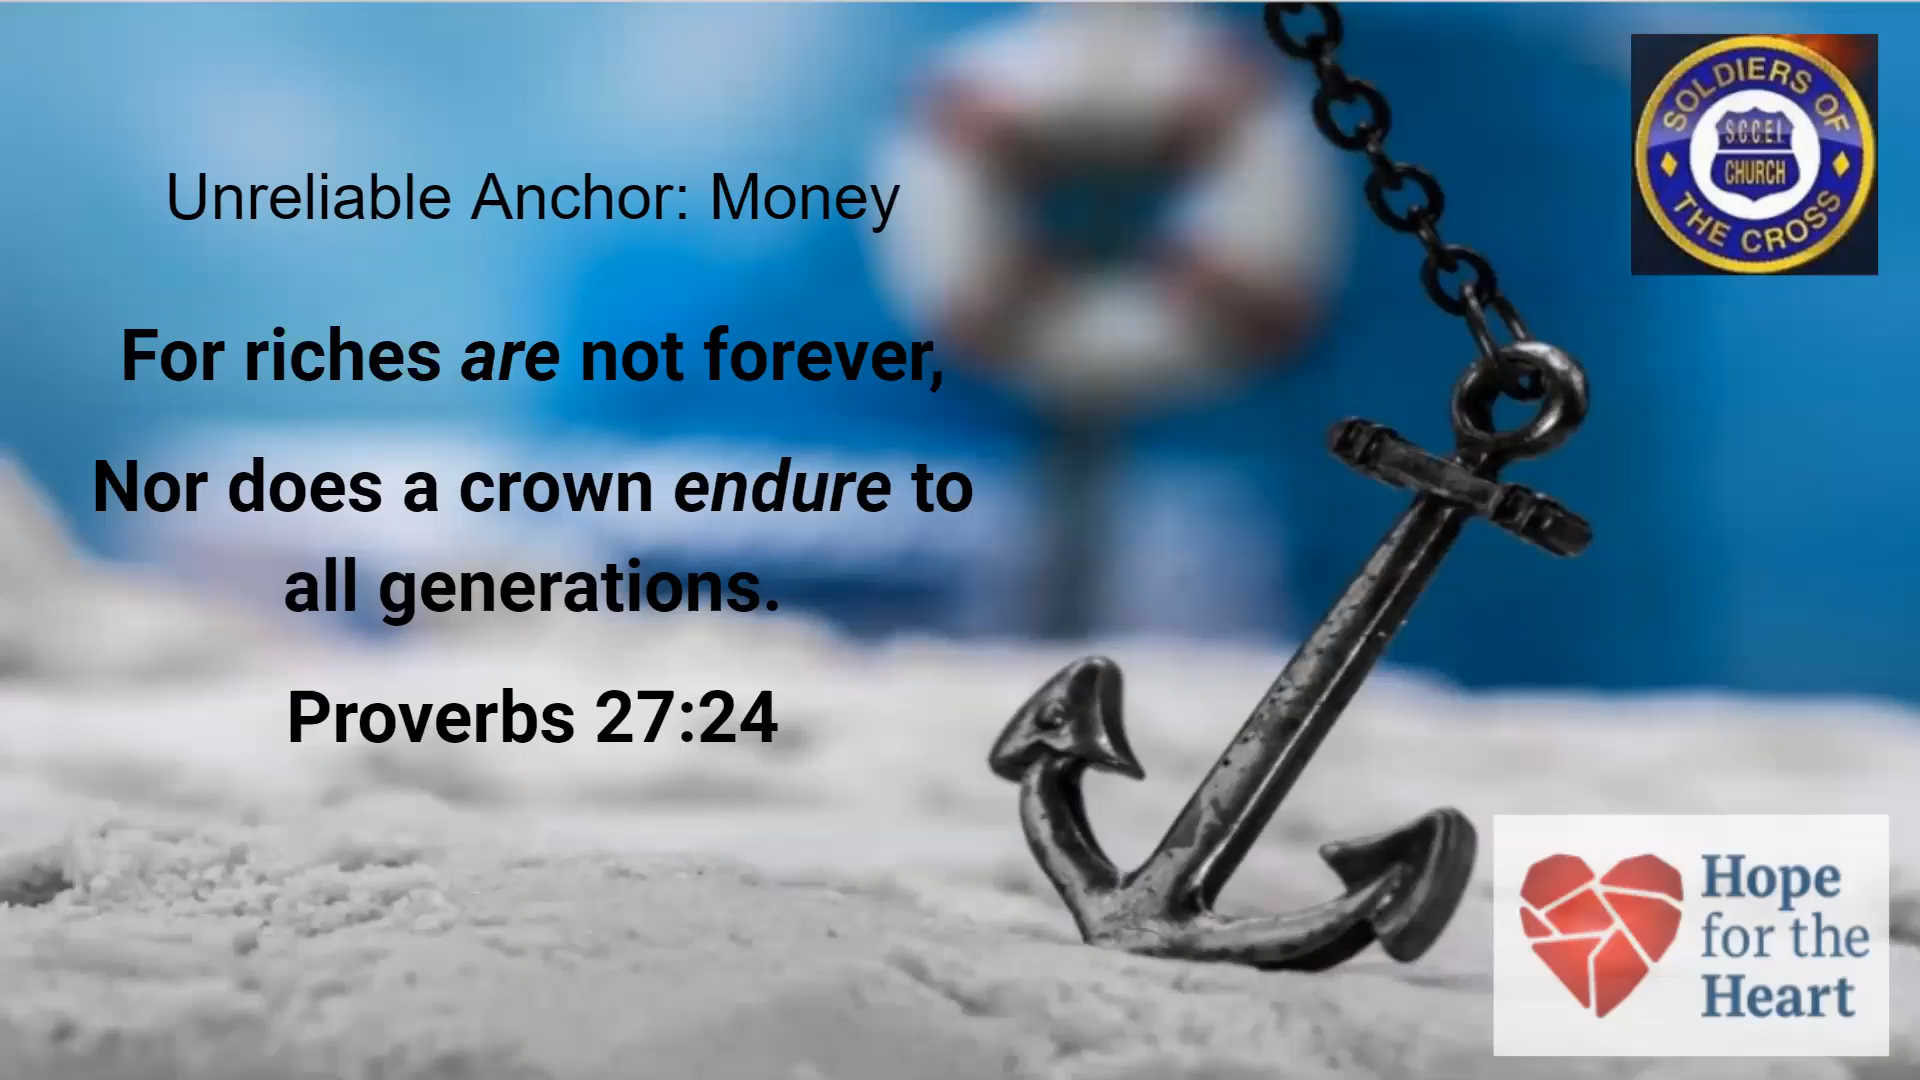 Unreliable Anchor: Money
For riches are not forever,
Nor does a crown endure to
all generations.
Proverbs 27:24
SOLDIERS OF
S.C.C.E.I.
CHURCH
THE CROSS
Hope
for the
Heart